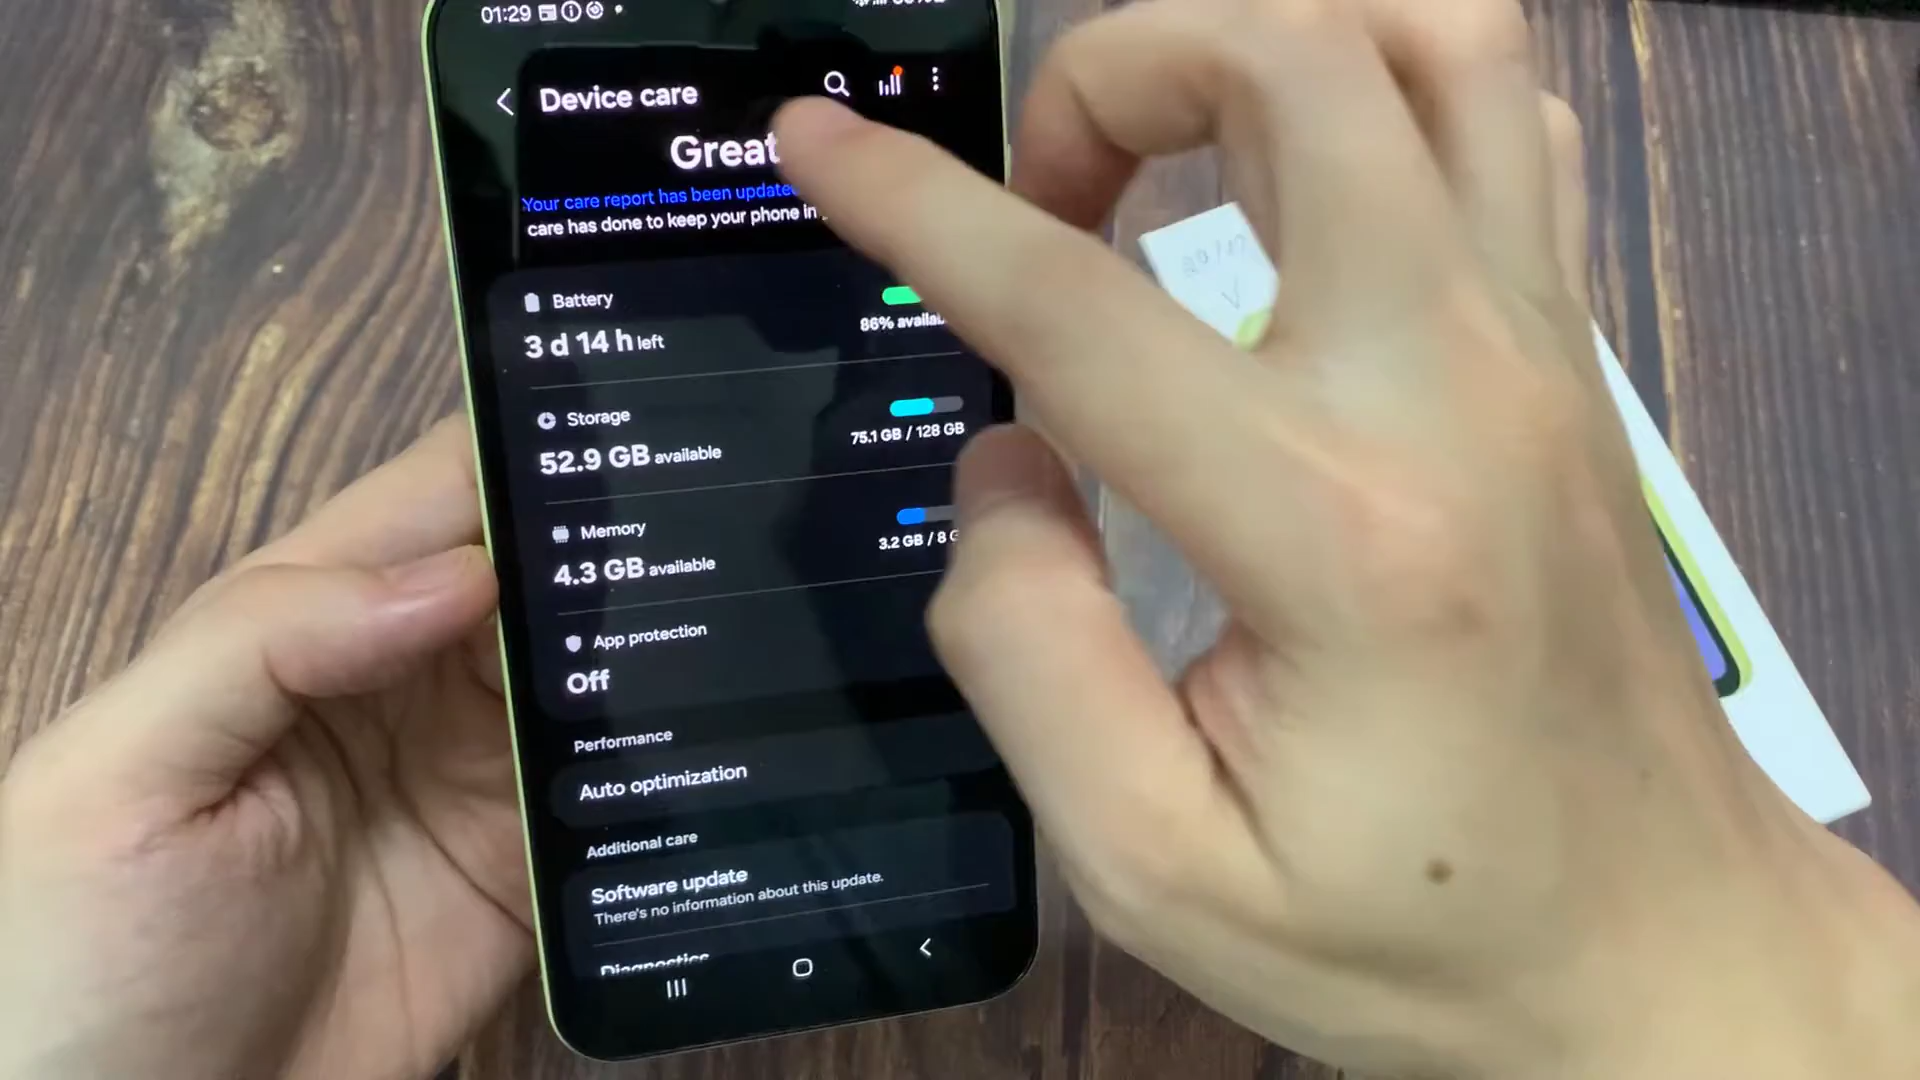 01:29
Device care
Great
Your care report has been updated
care has done to keep your phone in
Battery
3 d 14 h left
86%
Storage
75.1 GB / 128 GB
52.9 GB available
Memory
3.2 GB / 8
4.3 GB available
App protection
Off
Performance
Auto optimization
Additional care
Software update
There's no information about this update.
Diagnostics